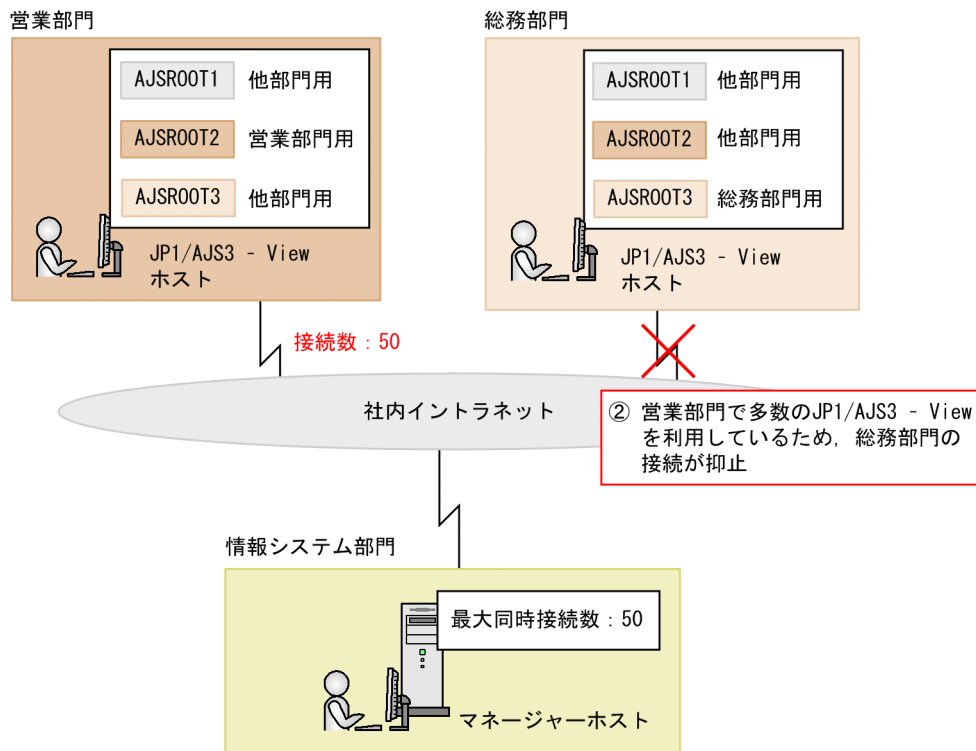 営業部門
AJSROOT1 他部門用
AJSROOT2 営業部門用
AJSROOT3 他部門用
JP1/AJS3 - View
ホスト
総務部門
AJSROOT1 他部門用
AJSROOT2 他部門用
AJSROOT3 総務部門用
JP1/AJS3 - View
ホスト
接続数：50
社内イントラネット
② 営業部門で多数のJP1/AJS3 - View
を利用しているため，総務部門の
接続が抑止
情報システム部門
最大同時接続数：50
マネージャーホスト